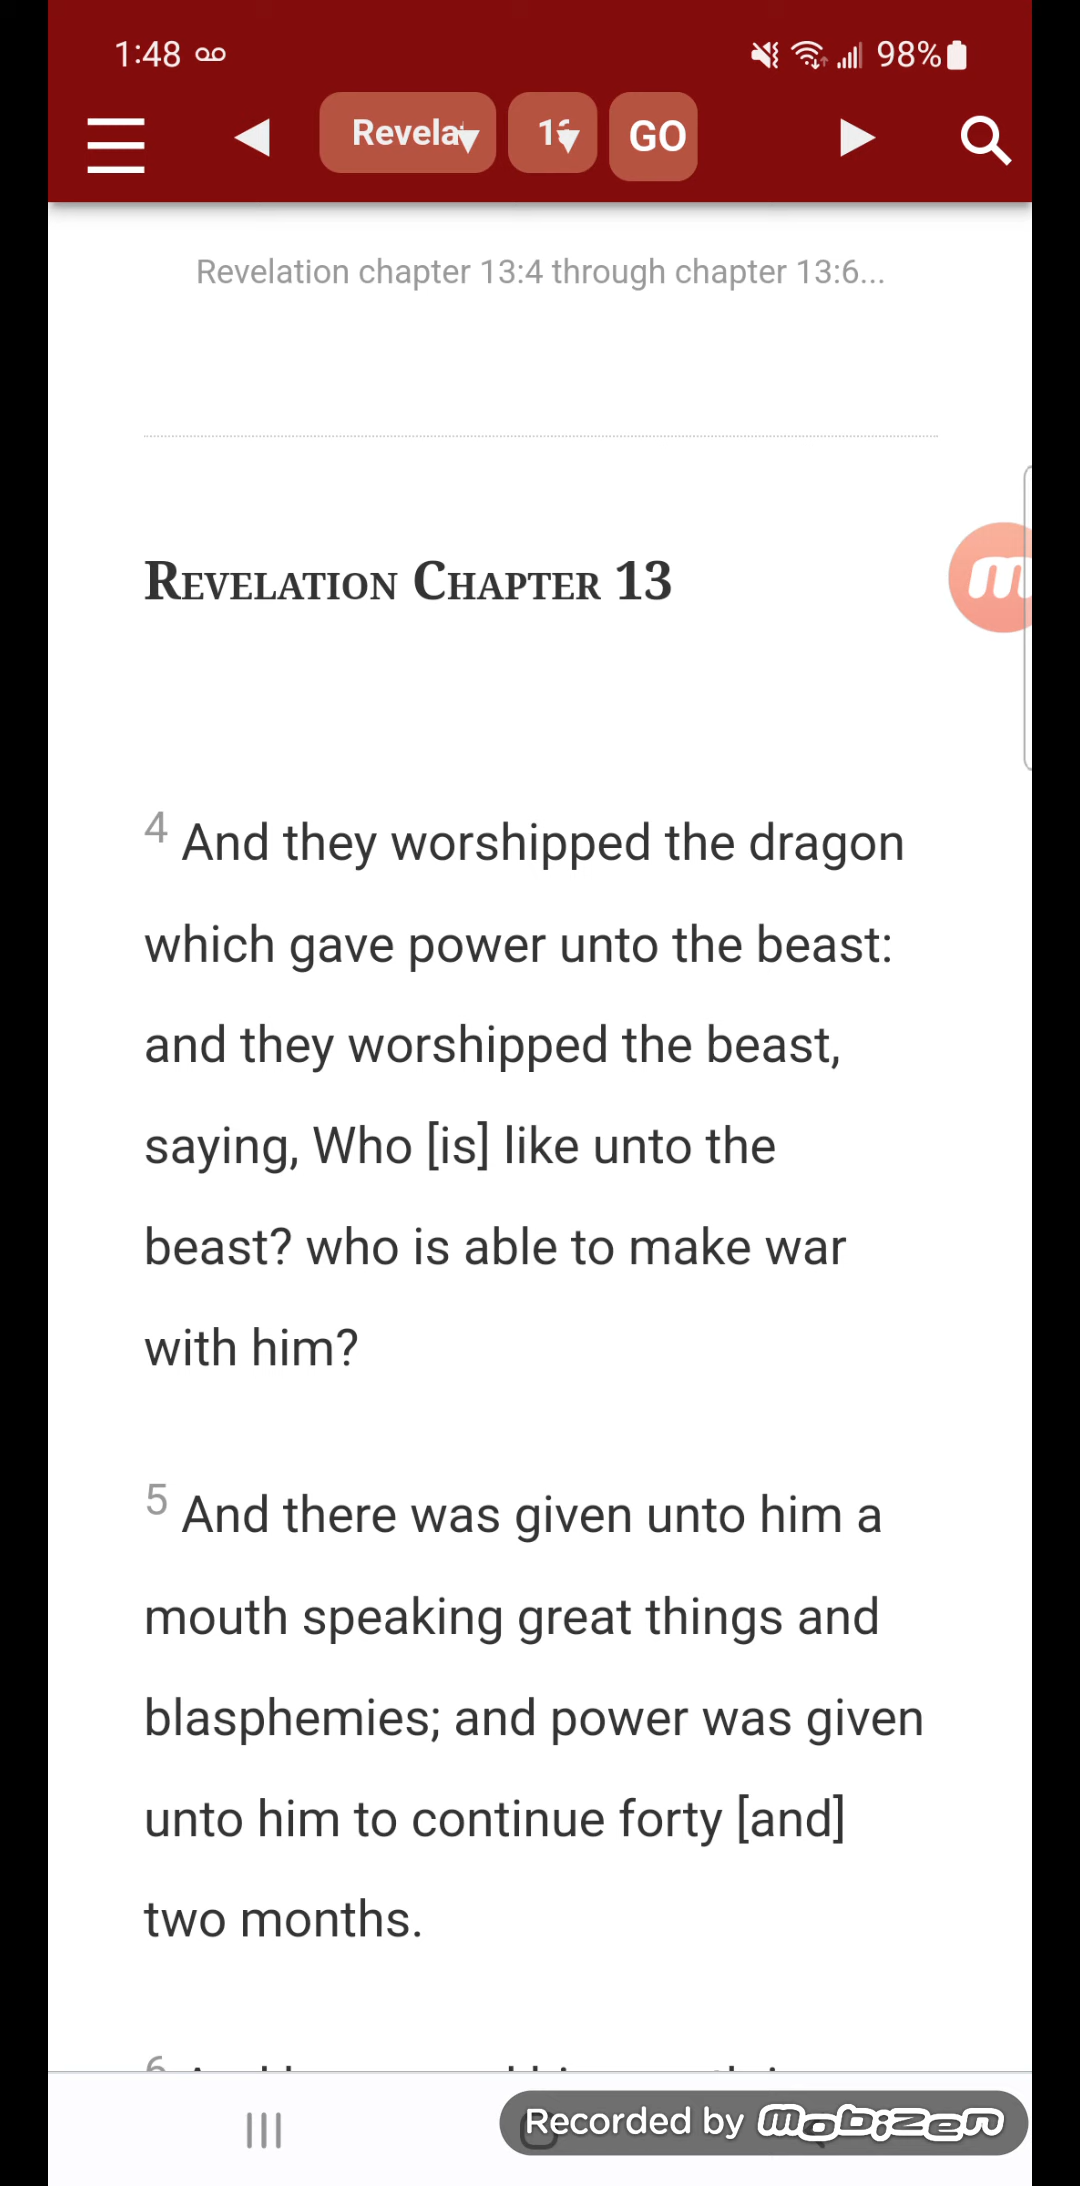 1:48
98%
Revela
GO
Revelation chapter 13:4 through chapter 13:6...
Revelation Chapter 13
4 And they worshipped the dragon
which gave power unto the beast:
and they worshipped the beast,
saying, Who [is] like unto the
beast? who is able to make war
with him?
5 And there was given unto him a
mouth speaking great things and
blasphemies; and power was given
unto him to continue forty [and]
two months.
Recorded by mobizen